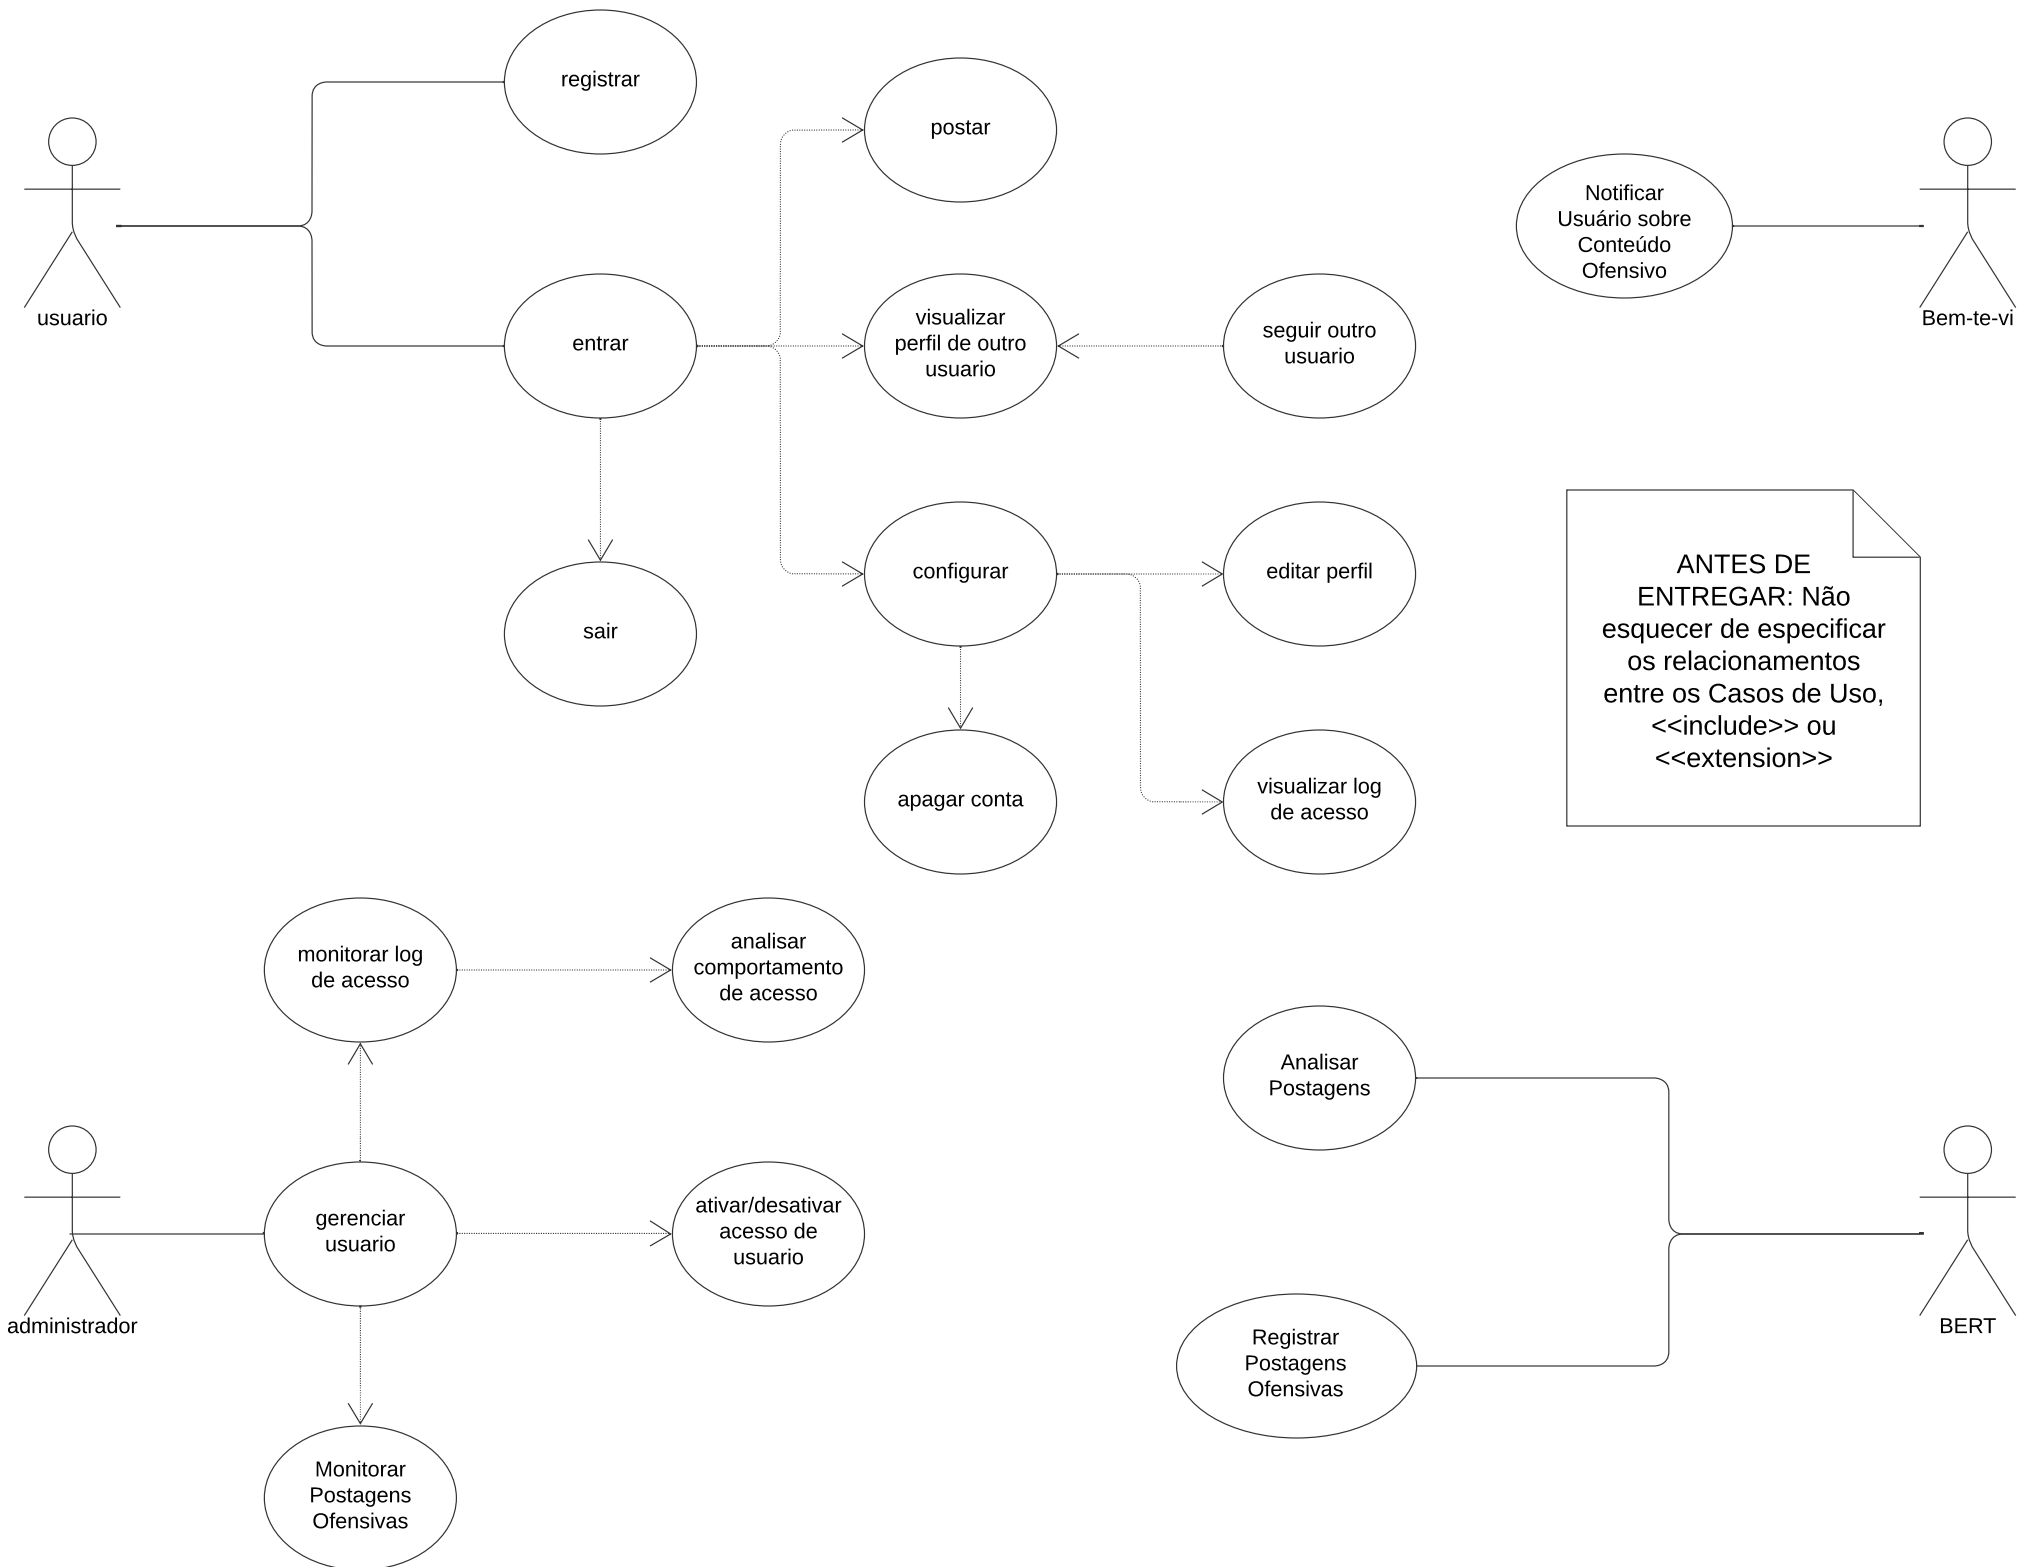 registrar
postar
usuario
Notificar
Usuário sobre
Conteúdo
Ofensivo
Bem-te-vi
entrar
visualizar
perfil de outro
usuario
seguir outro
usuario
sair
configurar
editar perfil
apagar conta
visualizar log
de acesso
ANTES DE
ENTREGAR: Não
esquecer de especificar
os relacionamentos
entre os Casos de Uso,
<<include>> ou
<<extension>>
monitorar log
de acesso
analisar
comportamento
de acesso
administrador
gerenciar
usuario
ativar/desativar
acesso de
usuario
Monitorar
Postagens
Ofensivas
Analisar
Postagens
Registrar
Postagens
Ofensivas
BERT